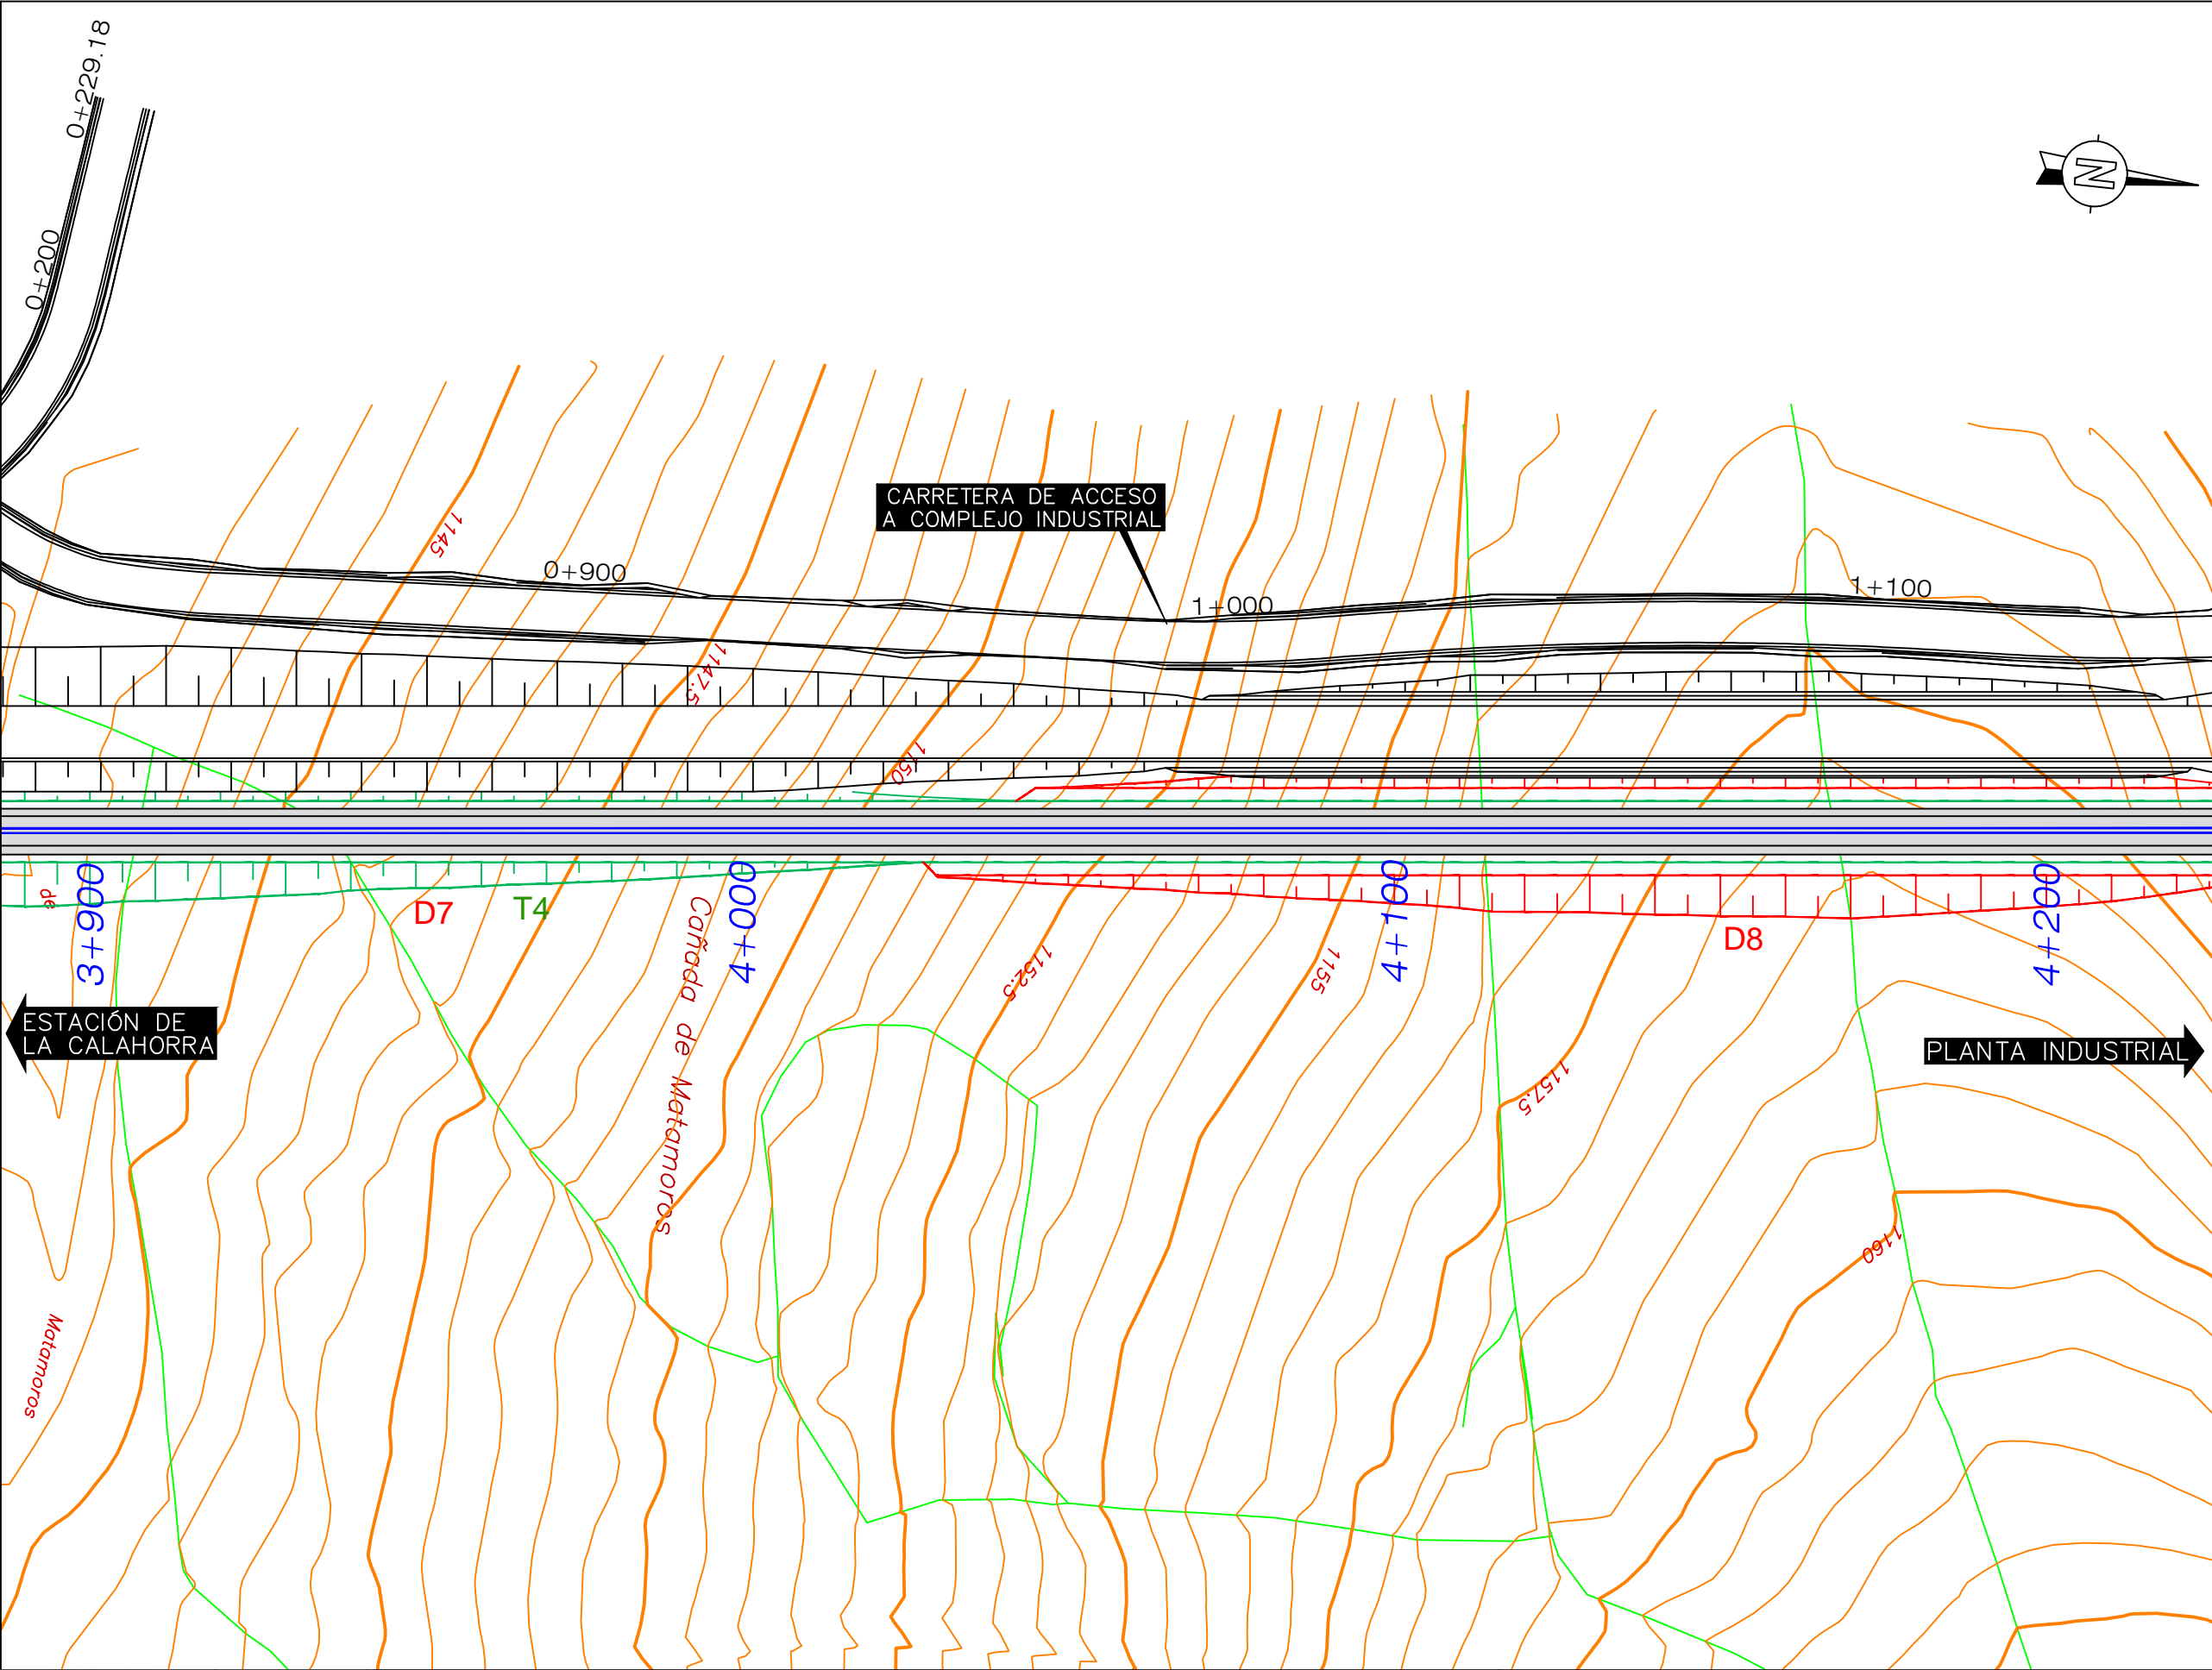 0+229.18
0+200
N
CARRETERA DE ACCESO
A COMPLEJO INDUSTRIAL
1145
0+900
1+000
1+100
1147.5
1150
de
3+900
D7
T4
Cañada de Matamoros
4+000
1152.5
1155
4+100
D8
4+200
ESTACIÓN DE
LA CALAHORRA
PLANTA INDUSTRIAL
1157.5
1160
Matamoros